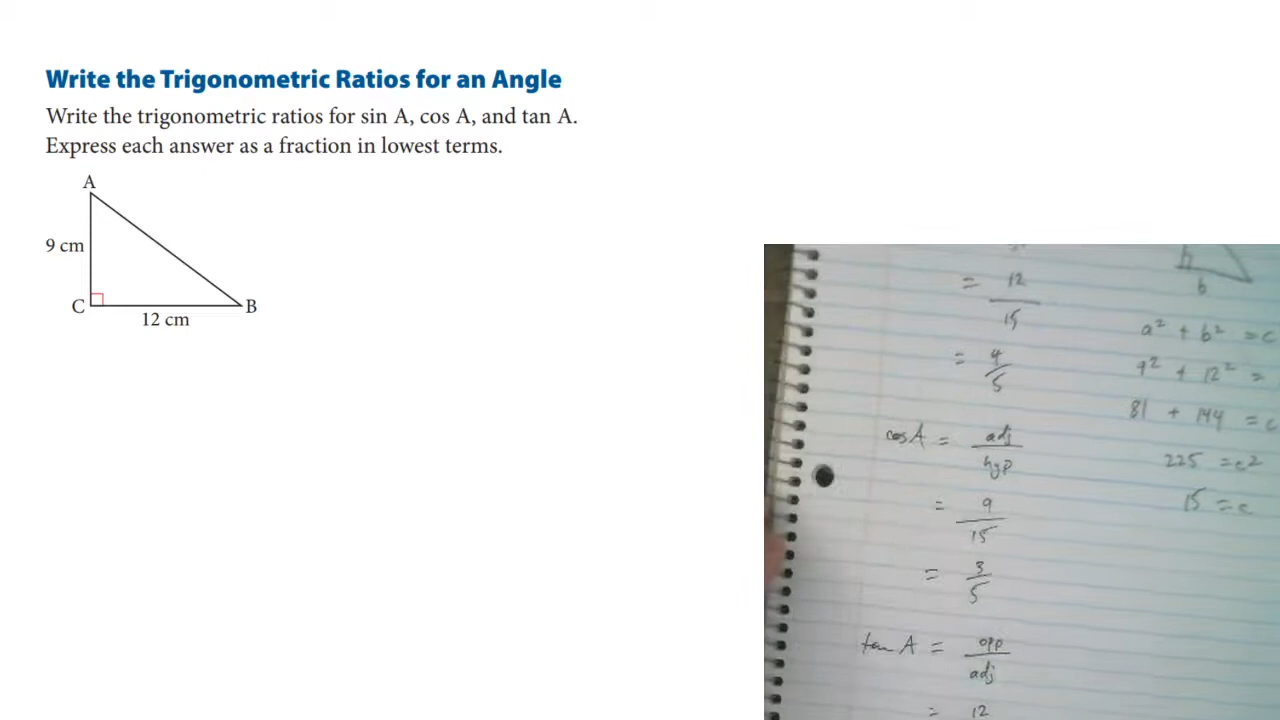 Write the Trigonometric Ratios for an Angle
Write the trigonometric ratios for sin A, cos A, and tan A.
Express each answer as a fraction in lowest terms.
A
9 cm
C
B
12 cm
= 12
15
= 4
5
cos A = adj
hyp
= 9
15
= 3
5
tan A = opp
adj
= 12
b
a² + b² = c
9² + 12² =
81 + 144 = c
225 = c²
15 = c